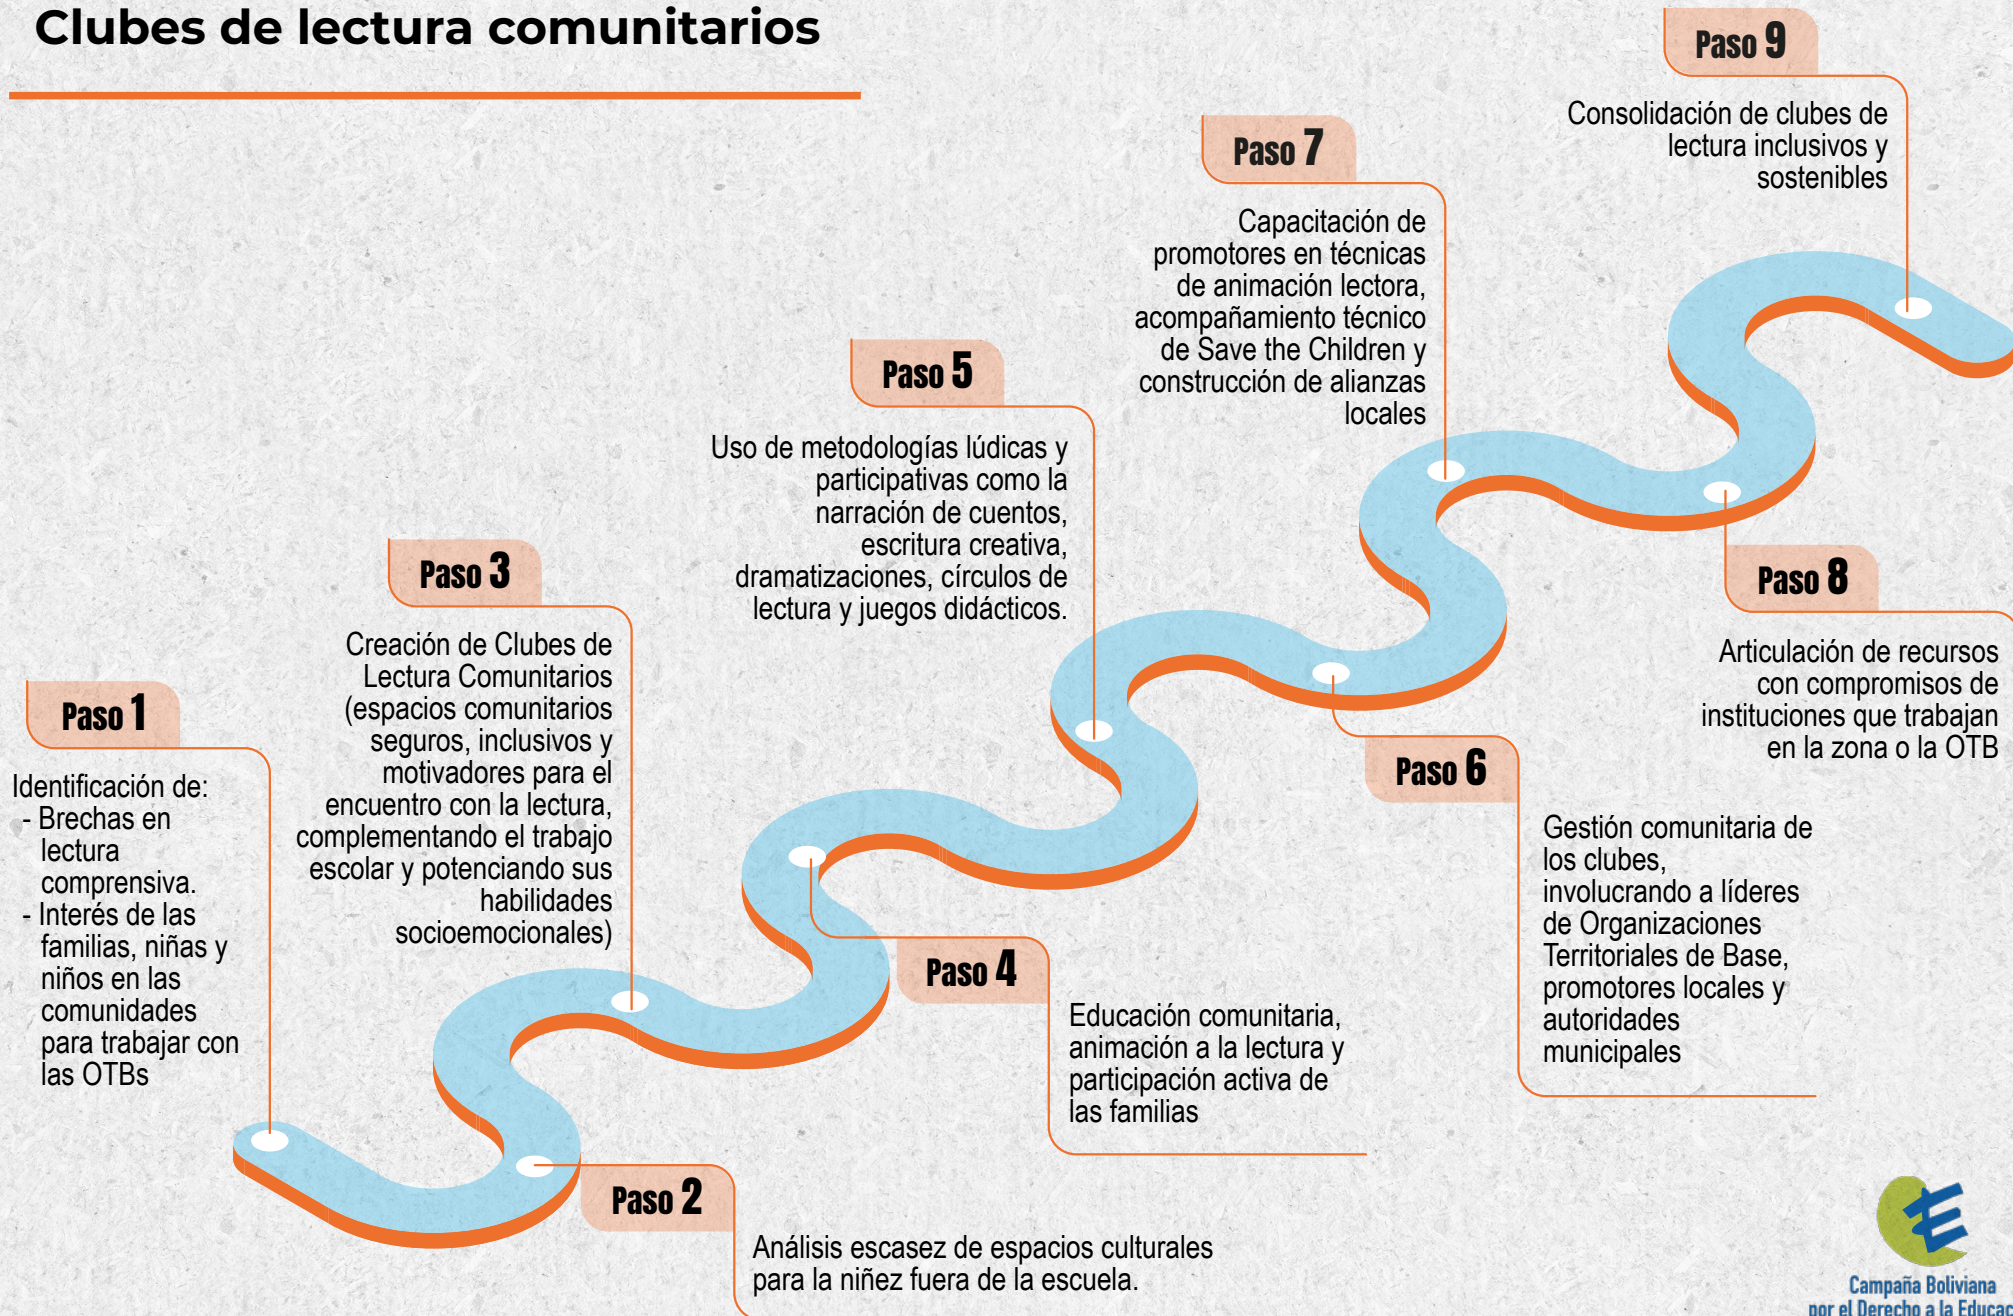 Clubes de lectura comunitarios
Paso 1
Identificación de:
- Brechas en
lectura
comprensiva.
- Interés de las
familias, niñas y
niños en las
comunidades
para trabajar con
las OTBs
Paso 2
Análisis escasez de espacios culturales
para la niñez fuera de la escuela.
Paso 3
Creación de Clubes de
Lectura Comunitarios
(espacios comunitarios
seguros, inclusivos y
motivadores para el
encuentro con la lectura,
complementando el trabajo
escolar y potenciando sus
habilidades
socioemocionales)
Paso 4
Educación comunitaria,
animación a la lectura y
participación activa de
las familias
Paso 5
Uso de metodologías lúdicas y
participativas como la
narración de cuentos,
escritura creativa,
dramatizaciones, círculos de
lectura y juegos didácticos.
Paso 6
Gestión comunitaria de
los clubes,
involucrando a líderes
de Organizaciones
Territoriales de Base,
promotores locales y
autoridades
municipales
Paso 7
Capacitación de
promotores en técnicas
de animación lectora,
acompañamiento técnico
de Save the Children y
construcción de alianzas
locales
Paso 8
Articulación de recursos
con compromisos de
instituciones que trabajan
en la zona o la OTB
Paso 9
Consolidación de clubes de
lectura inclusivos y
sostenibles
Campaña Boliviana
por el Derecho a la Educac